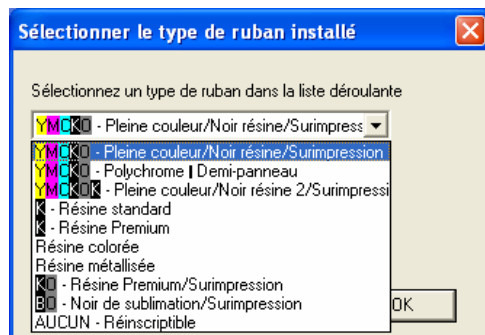 Sélectionner le type de ruban installé
Sélectionnez un type de ruban dans la liste déroulante
YMCKO - Pleine couleur/Noir résine/Surimpress
YMCKO - Pleine couleur/Noir résine/Surimpression
YMCKO - Polychrome | Demi-panneau
YMCKOK - Pleine couleur/Noir résine 2/Surimpressi
K - Résine standard
K - Résine Premium
Résine colorée
Résine métallisée
KO - Résine Premium/Surimpression
BO - Noir de sublimation/Surimpression
AUCUN - Réinscriptible
OK